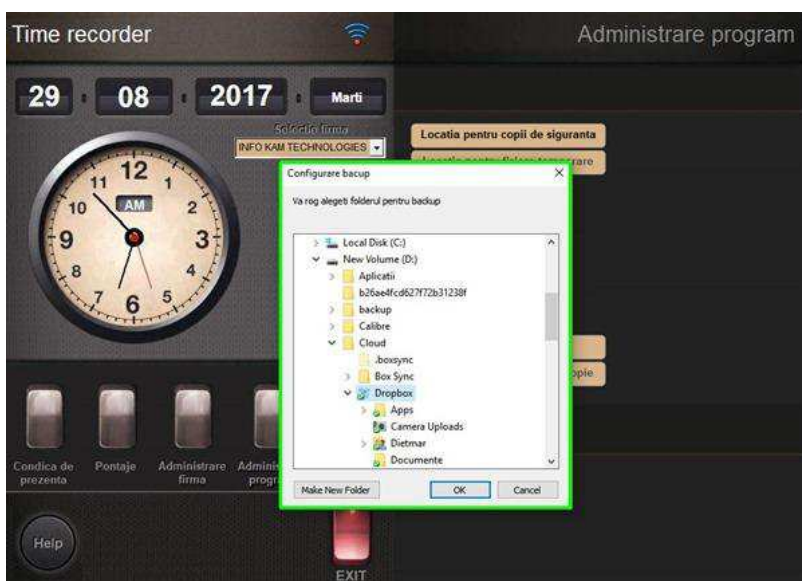 Time recorder
Administrare program
29 08 2017 Marti
Selectie firma
INFO KAM TECHNOLOGIES
Locatia pentru copii de siguranta
Configurare bacup
Va rog alegeti folderul pentru backup
Local Disk (C:)
New Volume (D:)
Aplicatii
b26ae4fcd627f72b31238f
backup
Calibre
Cloud
.boxsync
Box Sync
Dropbox
Apps
Camera Uploads
Dietmar
Documente
Make New Folder OK Cancel
12
11 1
10 AM 2
9 3
8 4
7 5
6
Condica de prezenta
Pontaje
Administrare firma
Help
EXIT